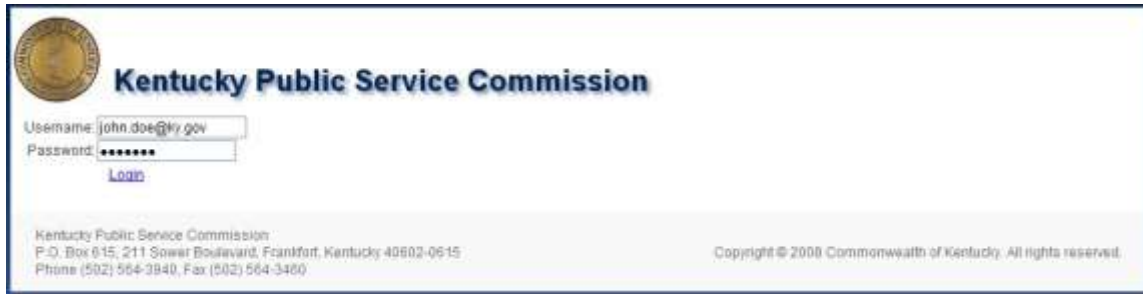 Kentucky Public Service Commission
Username: john.doe@ky.gov
Password: •••••••
Login
Kentucky Public Service Commission
P.O. Box 615, 211 Sower Boulevard, Frankfort, Kentucky 40602-0615
Phone (502) 564-3940, Fax (502) 564-3460
Copyright © 2008 Commonwealth of Kentucky. All rights reserved.